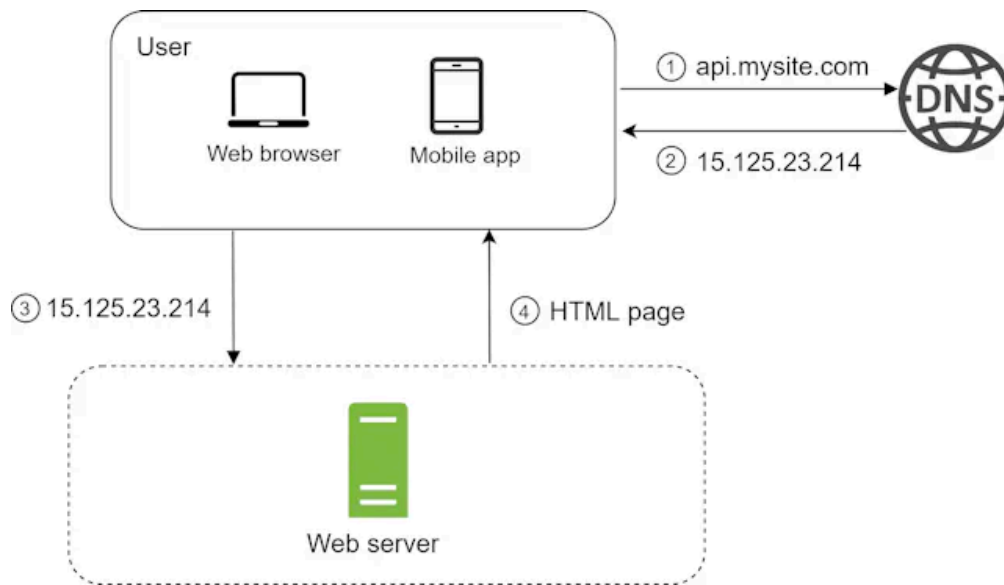 User
Web browser
Mobile app
① api.mysite.com
DNS
② 15.125.23.214
③ 15.125.23.214
④ HTML page
Web server